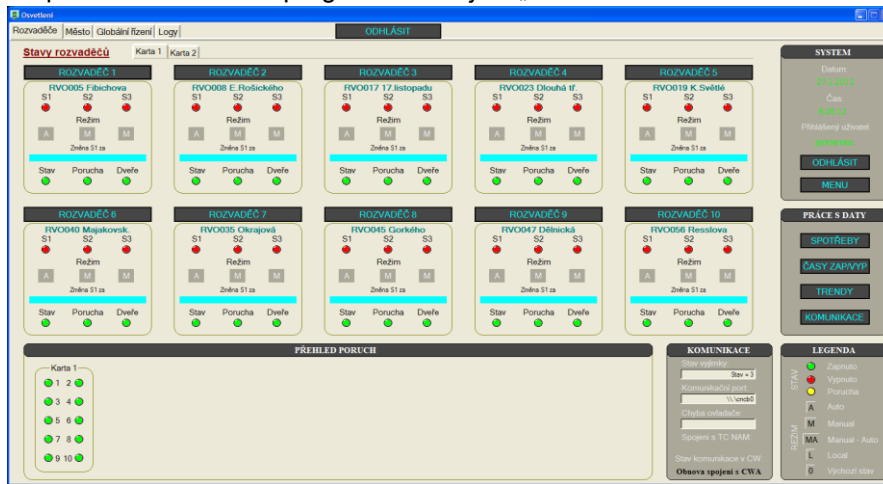 Osvetleni
Rozvaděče Město Globální řízení Logy ODHLÁSIT
Stavy rozvaděčů Karta 1 Karta 2
SYSTEM
ROZVADĚČ 1 ROZVADĚČ 2 ROZVADĚČ 3 ROZVADĚČ 4 ROZVADĚČ 5
Datum:
RVO005 Fibichova RVO008 E.Rošického RVO017 17.listopadu RVO023 Dlouhá tř. RVO019 K.Světlé
S1 S2 S3 S1 S2 S3 S1 S2 S3 S1 S2 S3 S1 S2 S3
Čas:
Režim Režim Režim Režim Režim
Přihlášený uživatel:
A M M A M M A M M A M M A M M
Změna S1 za Změna S1 za Změna S1 za Změna S1 za Změna S1 za
ODHLÁSIT
Stav Porucha Dveře Stav Porucha Dveře Stav Porucha Dveře Stav Porucha Dveře Stav Porucha Dveře
MENU
ROZVADĚČ 6 ROZVADĚČ 7 ROZVADĚČ 8 ROZVADĚČ 9 ROZVADĚČ 10
PRÁCE S DATY
RVO040 Majakovsk. RVO035 Okrajová RVO045 Gorkého RVO047 Dělnická RVO056 Resslova
S1 S2 S3 S1 S2 S3 S1 S2 S3 S1 S2 S3 S1 S2 S3
SPOTŘEBY
Režim Režim Režim Režim Režim
A M M A M M A M M A M M A M M
ČASY ZAP/VYP
Změna S1 za Změna S1 za Změna S1 za Změna S1 za Změna S1 za
TRENDY
Stav Porucha Dveře Stav Porucha Dveře Stav Porucha Dveře Stav Porucha Dveře Stav Porucha Dveře
KOMUNIKACE
PŘEHLED PORUCH
Karta 1
1 2
3 4
5 6
7 8
9 10
KOMUNIKACE
Stav vyjímky:
Stav = 3
Komunikační port:
\\.\cncb0
Chyba ovladače:
Spojení s TC NAM:
Stav komunikace v CW:
Obnova spojení s CWA
LEGENDA
STAV
Zapnuto
Vypnuto
Porucha
REŽIM
A Auto
M Manual
MA Manual - Auto
L Local
0 Výchozí stav